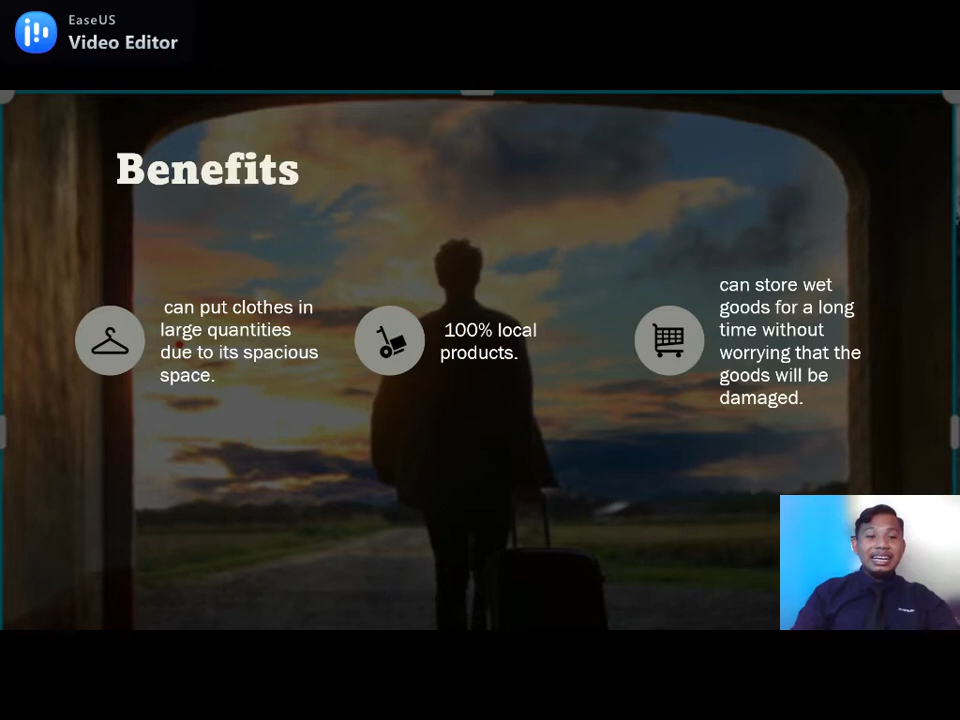 EaseUS
Video Editor
Benefits
can put clothes in
large quantities
due to its spacious
space.
100% local
products.
can store wet
goods for a long
time without
worrying that the
goods will be
damaged.